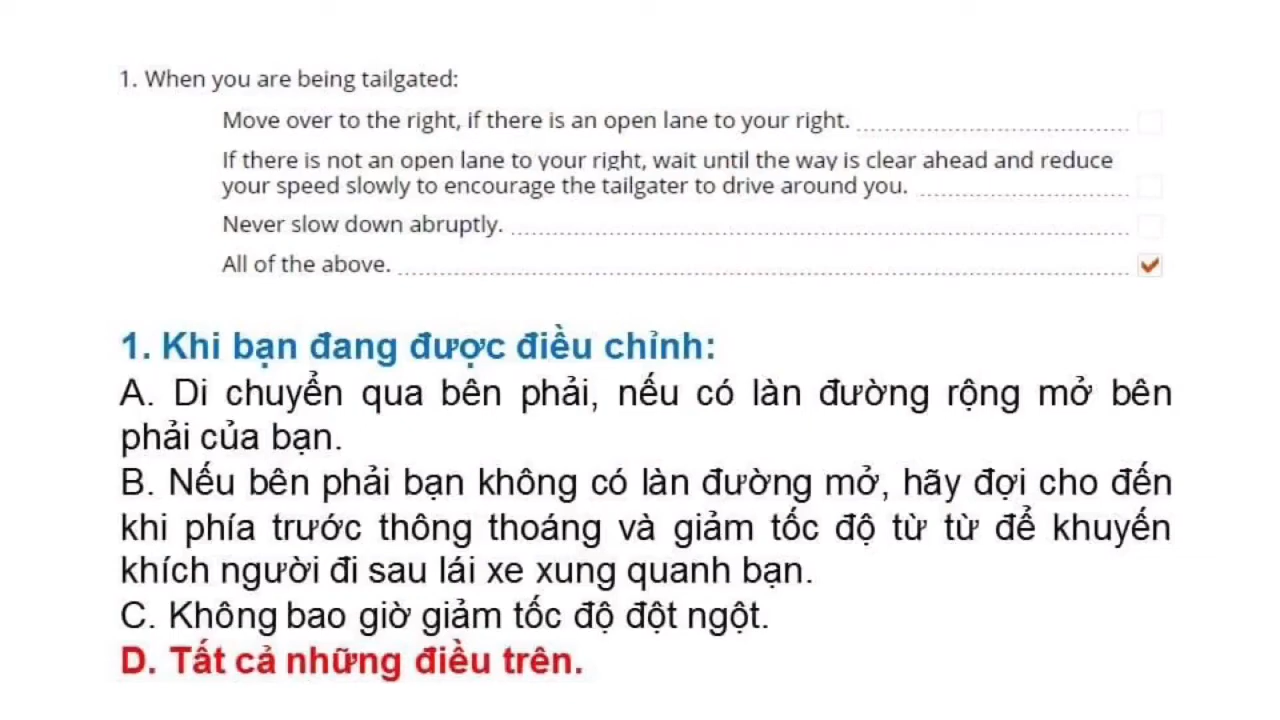 1. When you are being tailgated:
Move over to the right, if there is an open lane to your right.
If there is not an open lane to your right, wait until the way is clear ahead and reduce
your speed slowly to encourage the tailgater to drive around you.
Never slow down abruptly.
All of the above.
1. Khi bạn đang được điều chỉnh:
A. Di chuyển qua bên phải, nếu có làn đường rộng mở bên
phải của bạn.
B. Nếu bên phải bạn không có làn đường mở, hãy đợi cho đến
khi phía trước thông thoáng và giảm tốc độ từ từ để khuyến
khích người đi sau lái xe xung quanh bạn.
C. Không bao giờ giảm tốc độ đột ngột.
D. Tất cả những điều trên.